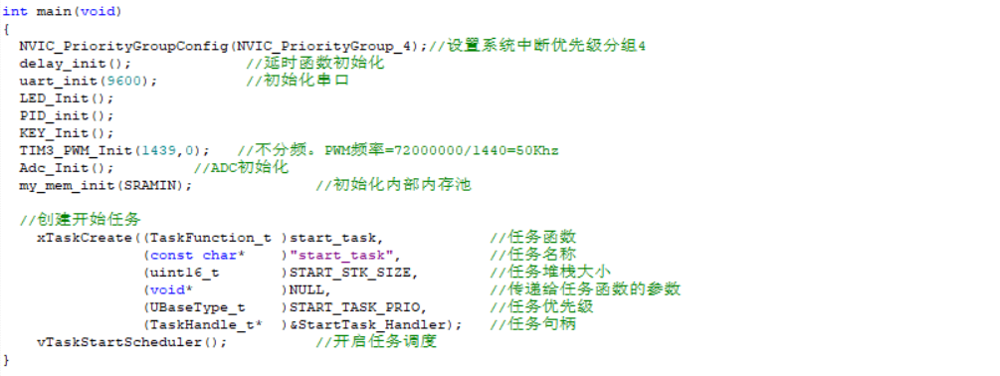 int main(void)
{
  NVIC_PriorityGroupConfig(NVIC_PriorityGroup_4);//设置系统中断优先级分组4
  delay_init();              //延时函数初始化
  uart_init(9600);           //初始化串口
  LED_Init();
  PID_init();
  KEY_Init();
  TIM3_PWM_Init(1439,0);   //不分频。PWM频率=72000000/1440=50Khz
  Adc_Init();          //ADC初始化
  my_mem_init(SRAMIN);               //初始化内部内存池
  //创建开始任务
    xTaskCreate((TaskFunction_t )start_task,             //任务函数
                (const char*    )"start_task",           //任务名称
                (uint16_t       )START_STK_SIZE,         //任务堆栈大小
                (void*          )NULL,                   //传递给任务函数的参数
                (UBaseType_t    )START_TASK_PRIO,        //任务优先级
                (TaskHandle_t*  )&StartTask_Handler);    //任务句柄
    vTaskStartScheduler();           //开启任务调度
}